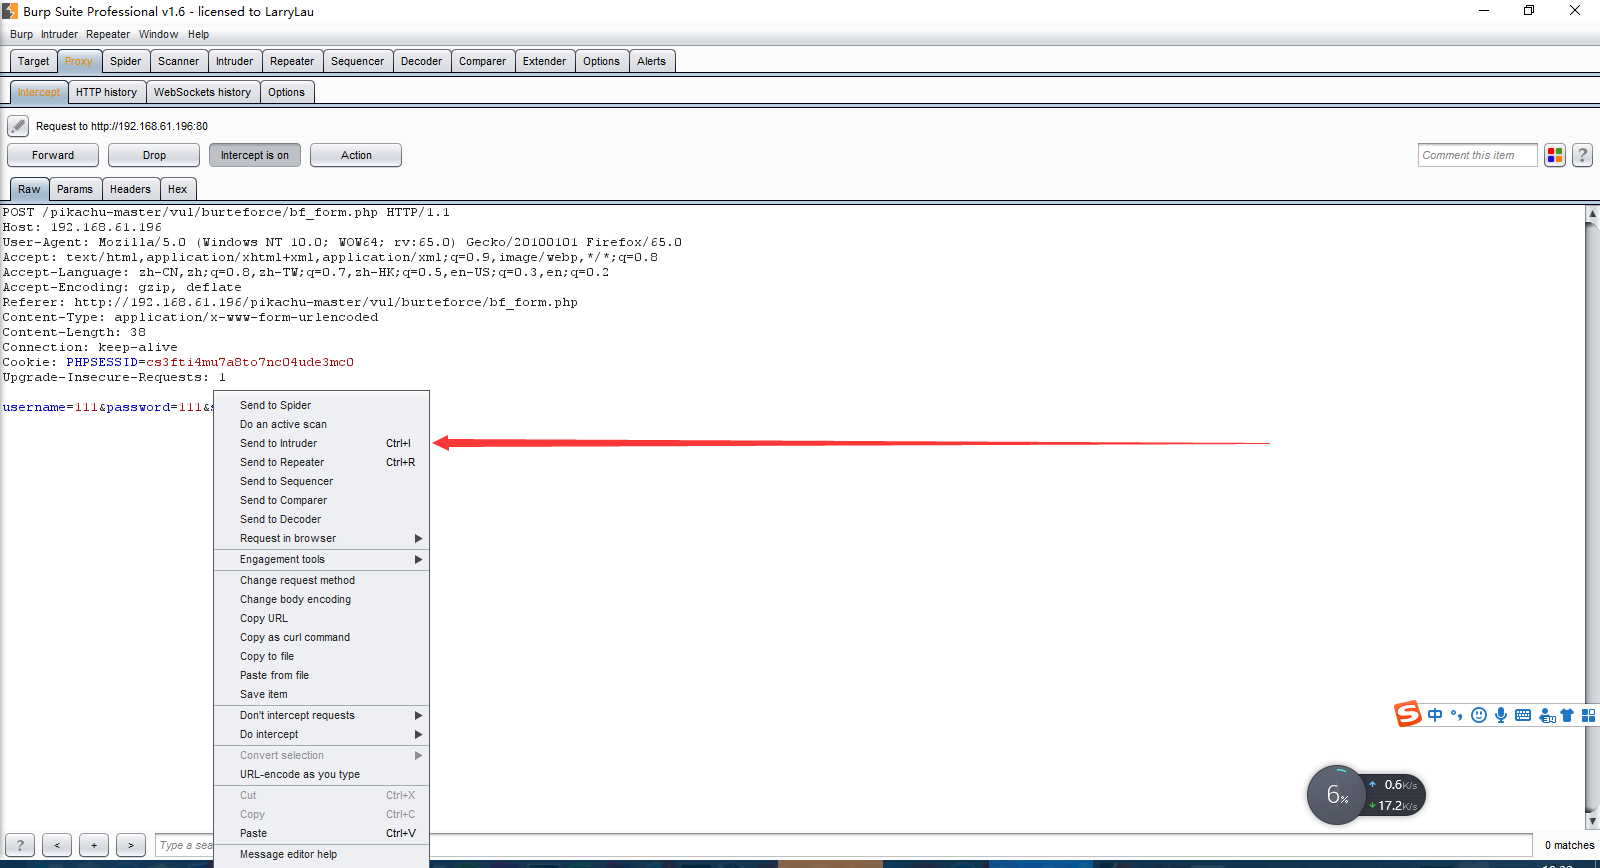 Burp Suite Professional v1.6 - licensed to LarryLau
Burp Intruder Repeater Window Help
Target Proxy Spider Scanner Intruder Repeater Sequencer Decoder Comparer Extender Options Alerts
Intercept HTTP history WebSockets history Options
Request to http://192.168.61.196:80
Forward Drop Intercept is on Action Comment this item ?
Raw Params Headers Hex
POST /pikachu-master/vul/burteforce/bf_form.php HTTP/1.1
Host: 192.168.61.196
User-Agent: Mozilla/5.0 (Windows NT 10.0; WOW64; rv:65.0) Gecko/20100101 Firefox/65.0
Accept: text/html,application/xhtml+xml,application/xml;q=0.9,image/webp,*/*;q=0.8
Accept-Language: zh-CN,zh;q=0.8,zh-TW;q=0.7,zh-HK;q=0.5,en-US;q=0.3,en;q=0.2
Accept-Encoding: gzip, deflate
Referer: http://192.168.61.196/pikachu-master/vul/burteforce/bf_form.php
Content-Type: application/x-www-form-urlencoded
Content-Length: 38
Connection: keep-alive
Cookie: PHPSESSID=cs3fti4mu7a8to7nc04ude3mc0
Upgrade-Insecure-Requests: 1
username=111&password=111&s
Send to Spider
Do an active scan
Send to Intruder Ctrl+I
Send to Repeater Ctrl+R
Send to Sequencer
Send to Comparer
Send to Decoder
Request in browser
Engagement tools
Change request method
Change body encoding
Copy URL
Copy as curl command
Copy to file
Paste from file
Save item
Don't intercept requests
Do intercept
Convert selection
URL-encode as you type
Cut Ctrl+X
Copy Ctrl+C
Paste Ctrl+V
Message editor help
S 中
6% 0.6K/s
17.2K/s
? < + > Type a sea 0 matches